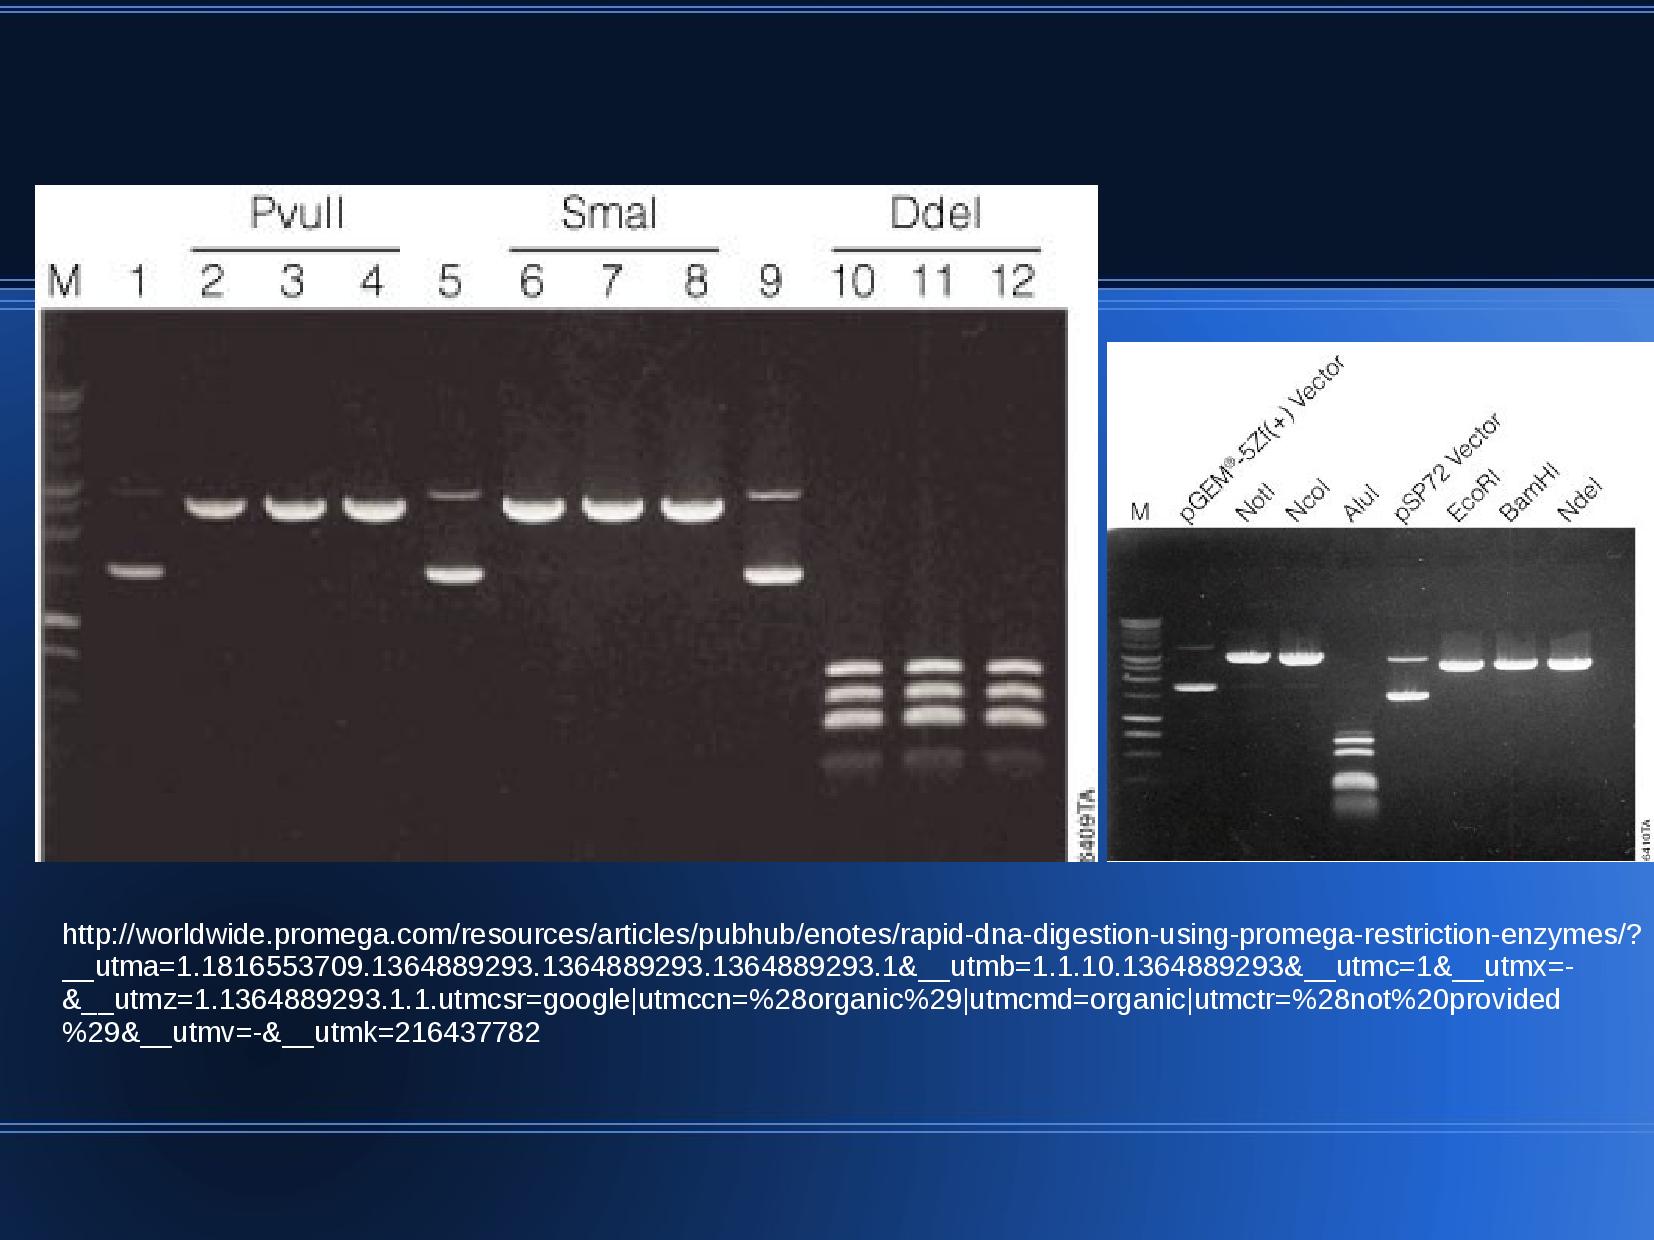 PvuII SmaI DdeI
M 1 2 3 4 5 6 7 8 9 10 11 12
6409TA
M pGEM®-5Zf(+) Vector NotI NcoI AluI pSP72 Vector EcoRI BamHI NdeI
6410TA
http://worldwide.promega.com/resources/articles/pubhub/enotes/rapid-dna-digestion-using-promega-restriction-enzymes/?
__utma=1.1816553709.1364889293.1364889293.1364889293.1&__utmb=1.1.10.1364889293&__utmc=1&__utmx=-
&__utmz=1.1364889293.1.1.utmcsr=google|utmccn=%28organic%29|utmcmd=organic|utmctr=%28not%20provided
%29&__utmv=-&__utmk=216437782